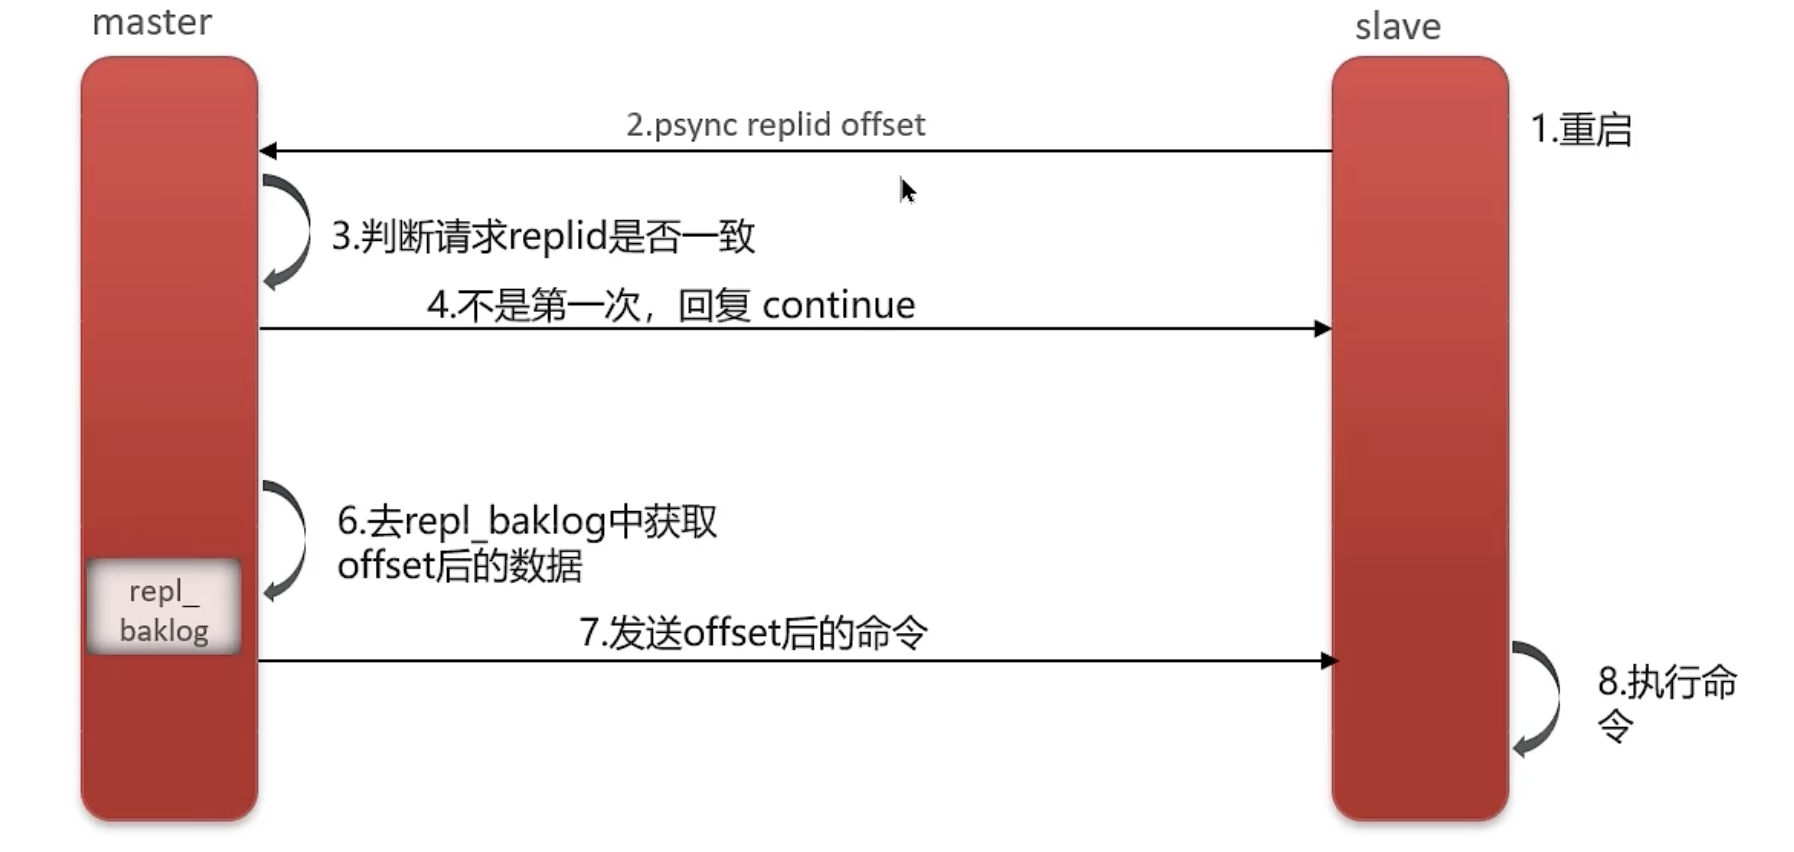 master
slave
2.psync replid offset
1.重启
3.判断请求replid是否一致
4.不是第一次，回复 continue
6.去repl_baklog中获取
offset后的数据
repl_
baklog
7.发送offset后的命令
8.执行命
令